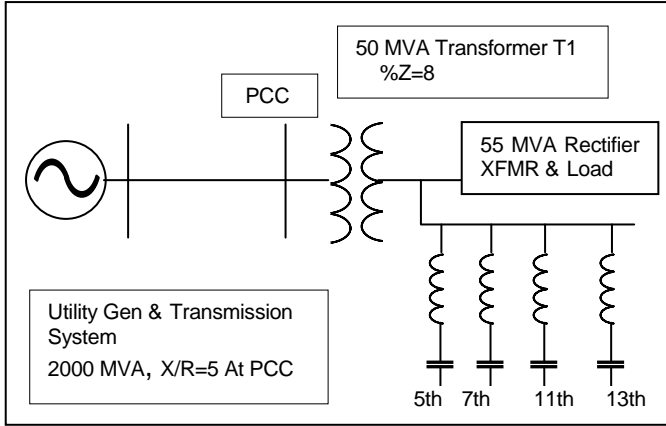 50 MVA Transformer T1
%Z=8
PCC
55 MVA Rectifier
XFMR & Load
Utility Gen & Transmission
System
2000 MVA, X/R=5 At PCC
5th 7th 11th 13th